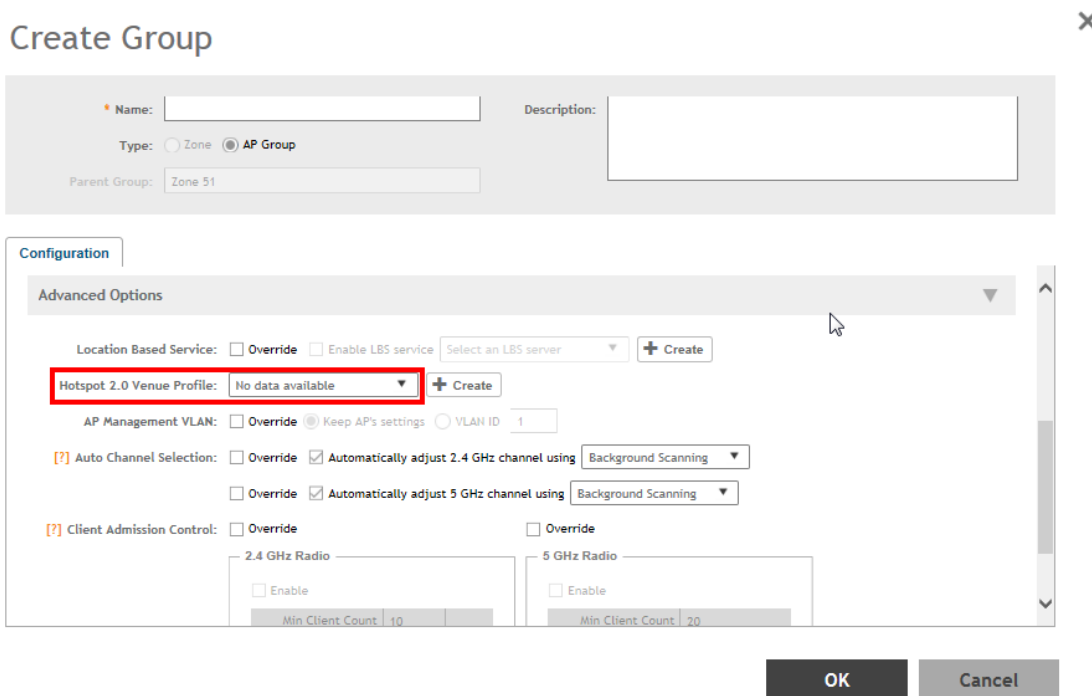 Create Group
* Name:
Description:
Type: Zone AP Group
Parent Group: Zone 51
Configuration
Advanced Options
Location Based Service: Override Enable LBS service Select an LBS server + Create
Hotspot 2.0 Venue Profile: No data available + Create
AP Management VLAN: Override Keep AP's settings VLAN ID 1
[?] Auto Channel Selection: Override Automatically adjust 2.4 GHz channel using Background Scanning
Override Automatically adjust 5 GHz channel using Background Scanning
[?] Client Admission Control: Override Override
2.4 GHz Radio 5 GHz Radio
Enable Enable
Min Client Count 10 Min Client Count 20
OK Cancel